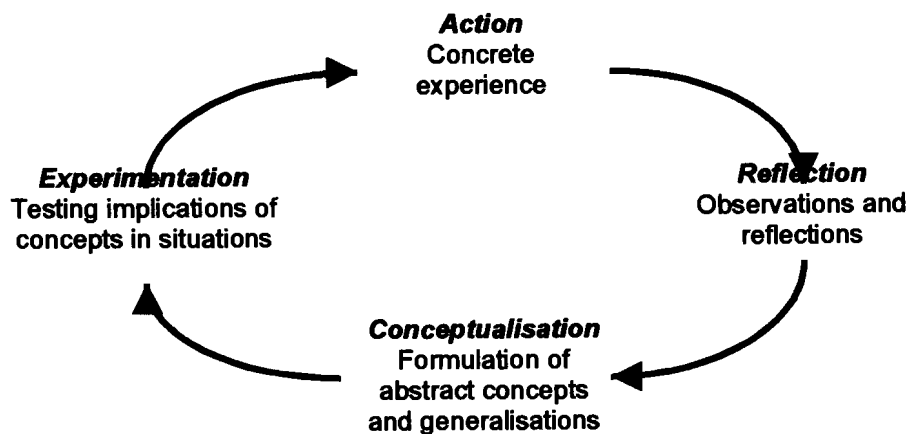 Action
Concrete
experience
Reflection
Observations and
reflections
Conceptualisation
Formulation of
abstract concepts
and generalisations
Experimentation
Testing implications of
concepts in situations